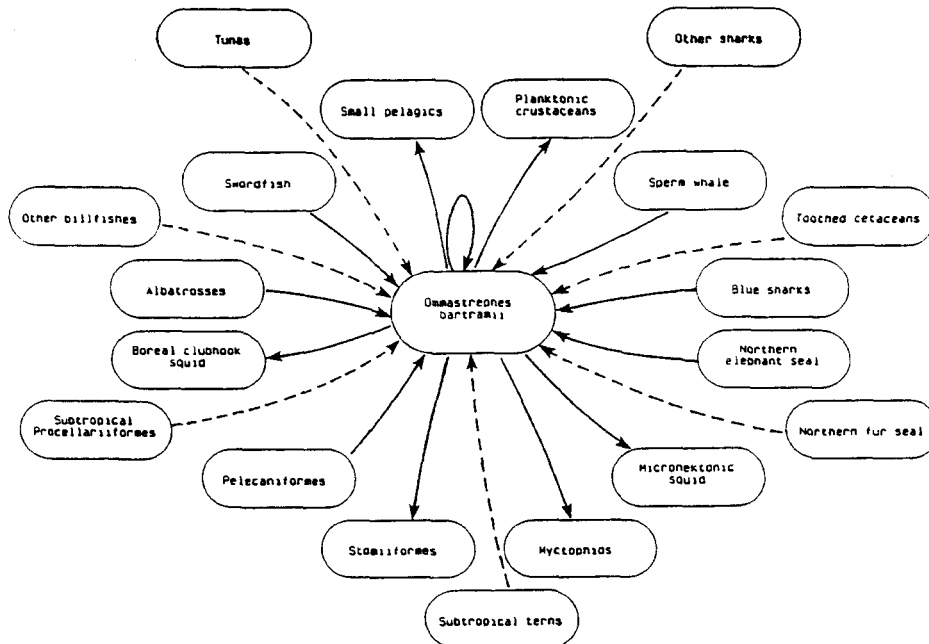 Tunas
Other sharks
Small pelagics
Planktonic
crustaceans
Swordfish
Sperm whale
Other billfishes
Toothed cetaceans
Albatrosses
Ommastrephes
bartramii
Blue sharks
Boreal clubhook
squid
Northern
elephant seal
Subtropical
Procellariiformes
Northern fur seal
Pelecaniformes
Micronektonic
squid
Stomiiformes
Myctophids
Subtropical terns